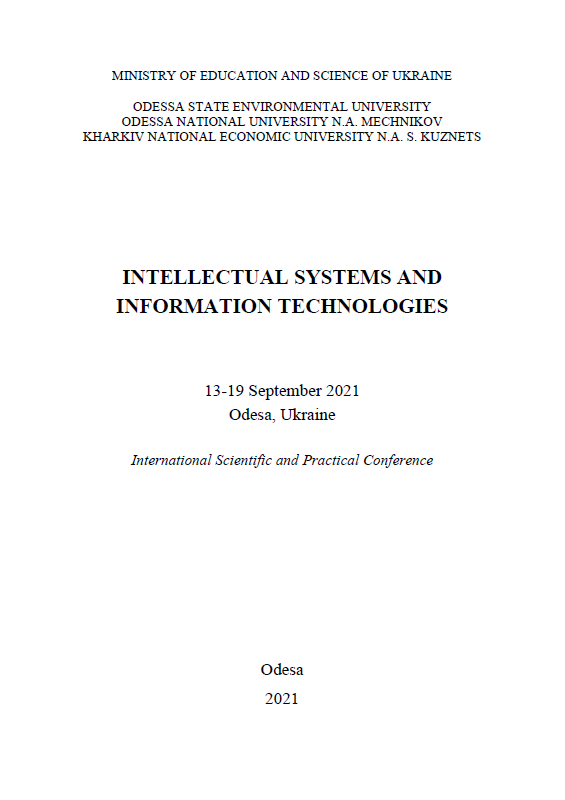 MINISTRY OF EDUCATION AND SCIENCE OF UKRAINE
ODESSA STATE ENVIRONMENTAL UNIVERSITY
ODESSA NATIONAL UNIVERSITY N.A. MECHNIKOV
KHARKIV NATIONAL ECONOMIC UNIVERSITY N.A. S. KUZNETS
INTELLECTUAL SYSTEMS AND
INFORMATION TECHNOLOGIES
13-19 September 2021
Odesa, Ukraine
International Scientific and Practical Conference
Odesa
2021